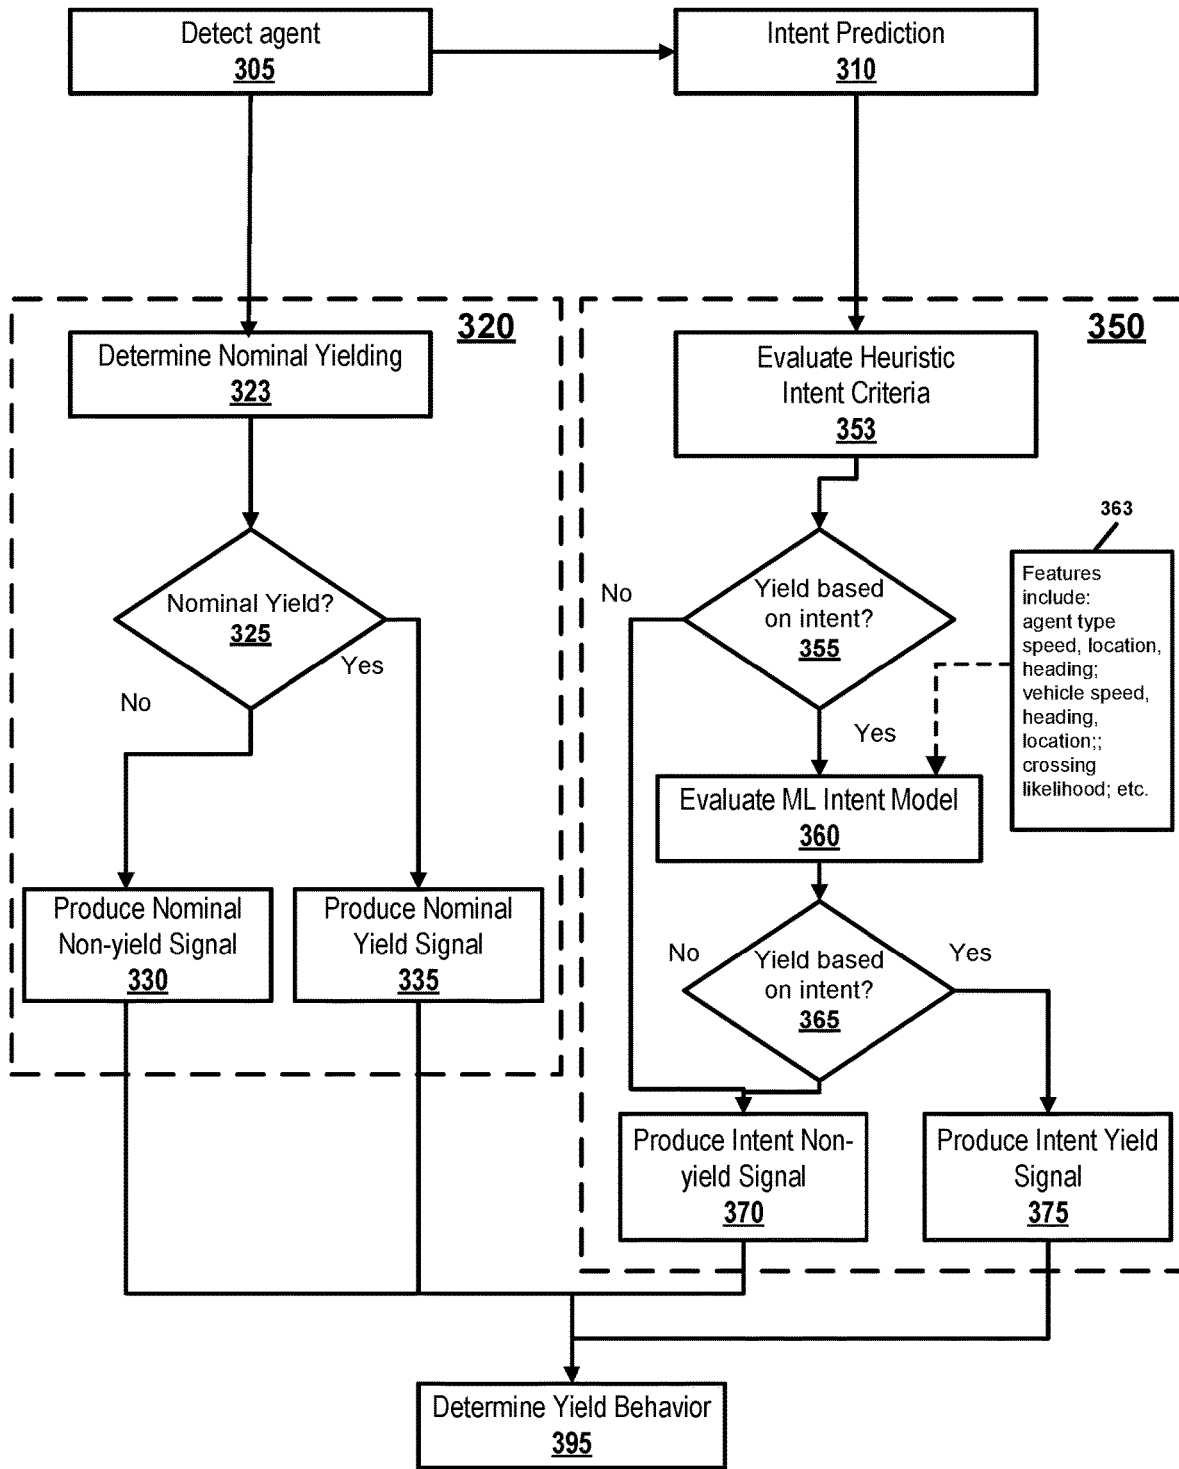 Detect agent
305
Intent Prediction
310
320
Determine Nominal Yielding
323
Nominal Yield?
325
Yes
No
Produce Nominal
Non-yield Signal
330
Produce Nominal
Yield Signal
335
350
Evaluate Heuristic
Intent Criteria
353
363
Features
include:
agent type
speed, location,
heading;
vehicle speed,
heading,
location;;
crossing
likelihood; etc.
No
Yield based
on intent?
355
Yes
Evaluate ML Intent Model
360
No
Yield based
on intent?
365
Yes
Produce Intent Non-
yield Signal
370
Produce Intent Yield
Signal
375
Determine Yield Behavior
395